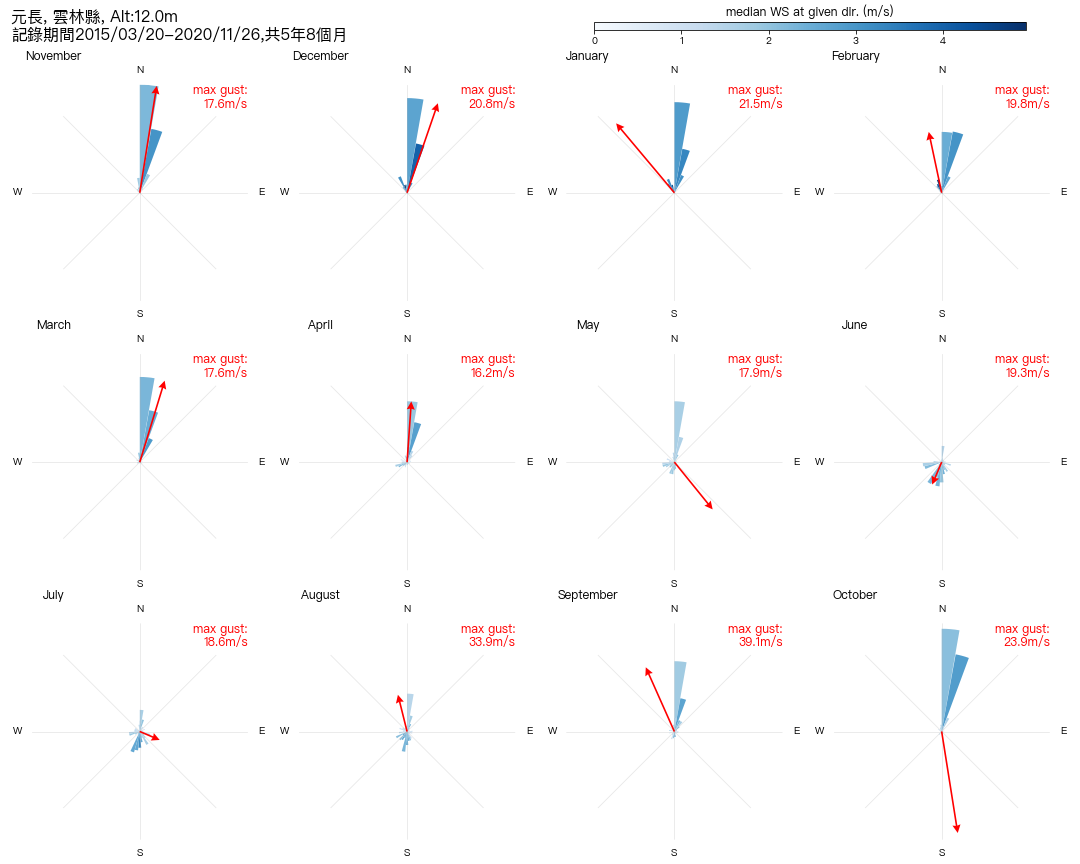 元長, 雲林縣, Alt:12.0m
記錄期間2015/03/20−2020/11/26,共5年8個月
median WS at given dir. (m/s)
0 1 2 3 4
November
N
max gust:
17.6m/s
W E
S
December
N
max gust:
20.8m/s
W E
S
January
N
max gust:
21.5m/s
W E
S
February
N
max gust:
19.8m/s
W E
S
March
N
max gust:
17.6m/s
W E
S
April
N
max gust:
16.2m/s
W E
S
May
N
max gust:
17.9m/s
W E
S
June
N
max gust:
19.3m/s
W E
S
July
N
max gust:
18.6m/s
W E
S
August
N
max gust:
33.9m/s
W E
S
September
N
max gust:
39.1m/s
W E
S
October
N
max gust:
23.9m/s
W E
S